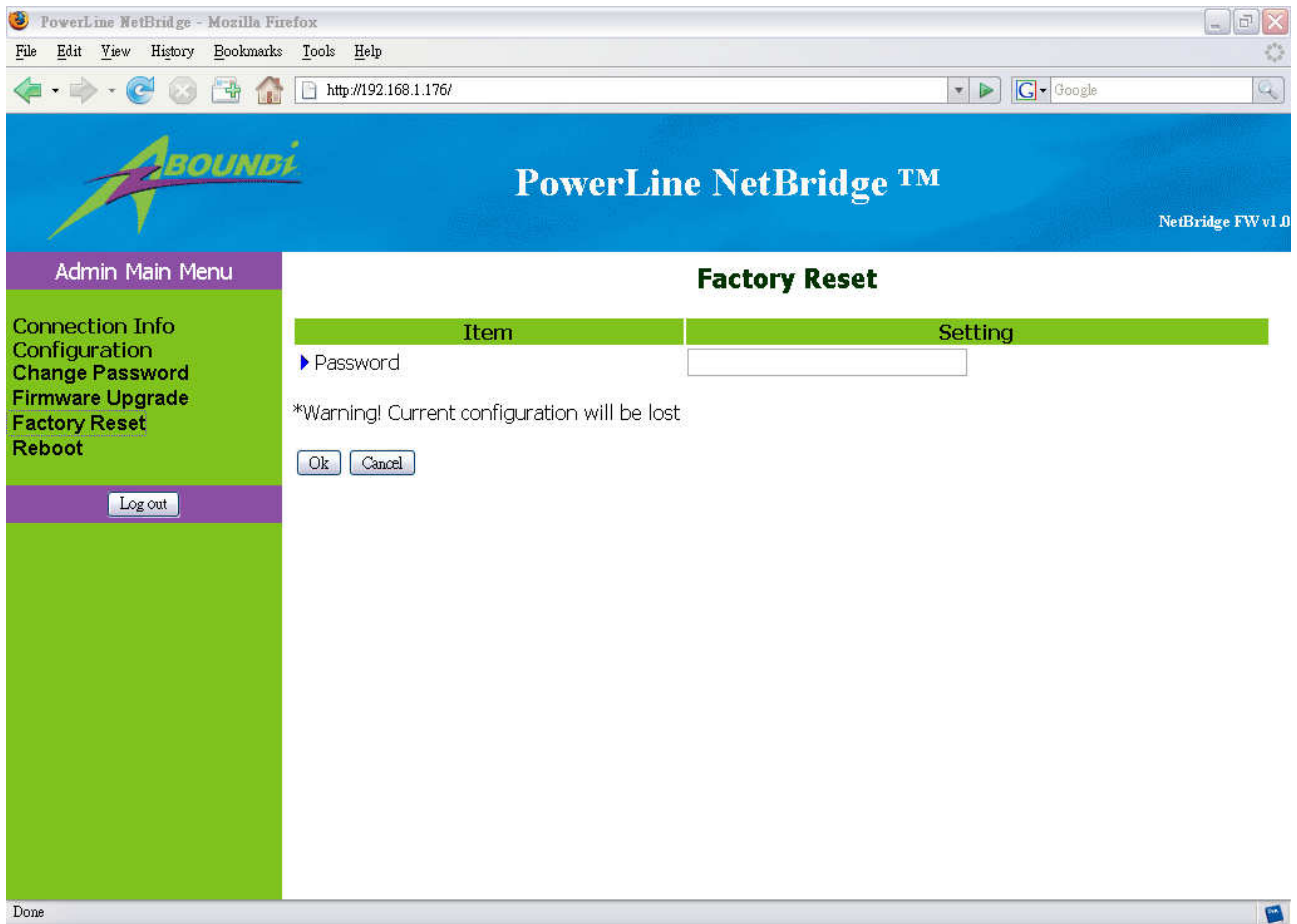 PowerLine NetBridge - Mozilla Firefox
File Edit View History Bookmarks Tools Help
http://192.168.1.176/
G Google
ABOUNDi
PowerLine NetBridge ™
NetBridge FW v1.0
Admin Main Menu
Connection Info
Configuration
Change Password
Firmware Upgrade
Factory Reset
Reboot
Log out
Factory Reset
Item Setting
Password
*Warning! Current configuration will be lost
Ok Cancel
Done